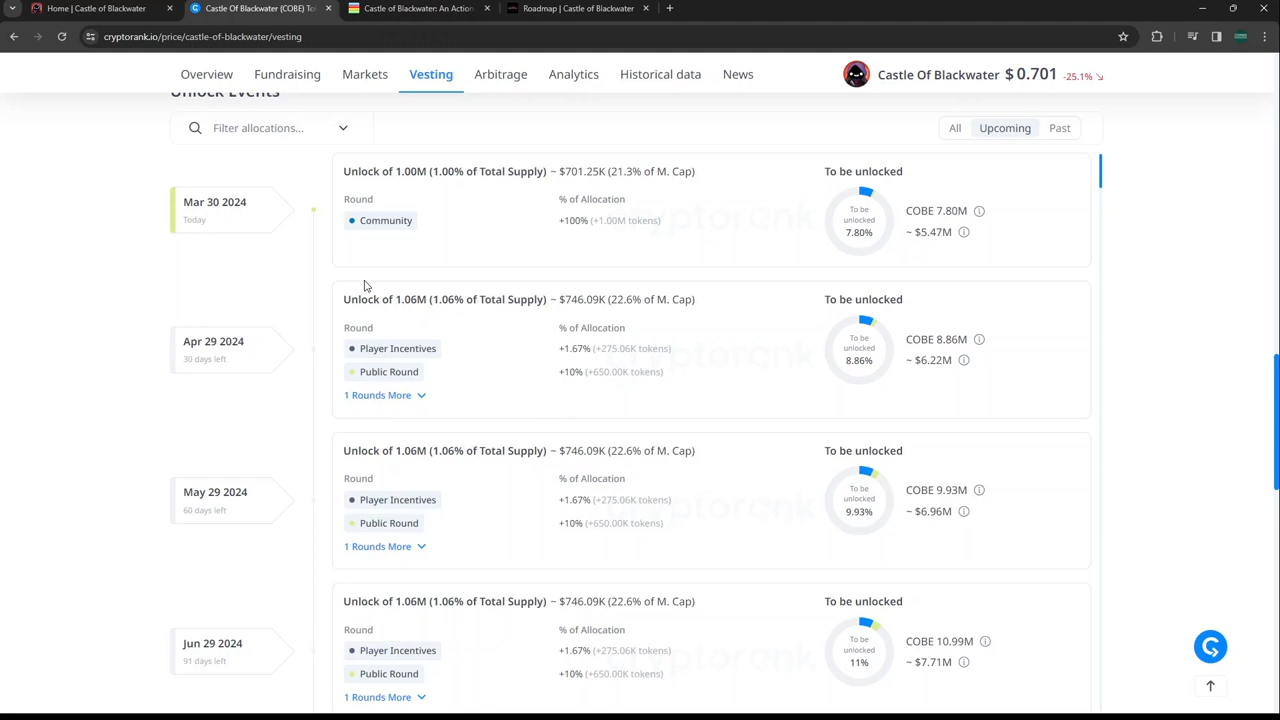 Home | Castle of Blackwater
Castle Of Blackwater (COBE) To
Castle of Blackwater: An Action
Roadmap | Castle Of Blackwater
cryptorank.io/price/castle-of-blackwater/vesting
Overview Fundraising Markets Vesting Arbitrage Analytics Historical data News Castle Of Blackwater $ 0.701 -25.1%
Unlock Events
Filter allocations... All Upcoming Past
Mar 30 2024
Today
Unlock of 1.00M (1.00% of Total Supply) ~ $701.25K (21.3% of M. Cap)
Round % of Allocation
Community +100% (+1.00M tokens)
To be unlocked
To be
unlocked
7.80%
COBE 7.80M
~ $5.47M
cryptorank
Apr 29 2024
30 days left
Unlock of 1.06M (1.06% of Total Supply) ~ $746.09K (22.6% of M. Cap)
Round % of Allocation
Player Incentives +1.67% (+275.06K tokens)
Public Round +10% (+650.00K tokens)
1 Rounds More
To be unlocked
To be
unlocked
8.86%
COBE 8.86M
~ $6.22M
cryptorank
May 29 2024
60 days left
Unlock of 1.06M (1.06% of Total Supply) ~ $746.09K (22.6% of M. Cap)
Round % of Allocation
Player Incentives +1.67% (+275.06K tokens)
Public Round +10% (+650.00K tokens)
1 Rounds More
To be unlocked
To be
unlocked
9.93%
COBE 9.93M
~ $6.96M
cryptorank
Jun 29 2024
91 days left
Unlock of 1.06M (1.06% of Total Supply) ~ $746.09K (22.6% of M. Cap)
Round % of Allocation
Player Incentives +1.67% (+275.06K tokens)
Public Round +10% (+650.00K tokens)
1 Rounds More
To be unlocked
To be
unlocked
11%
COBE 10.99M
~ $7.71M
cryptorank